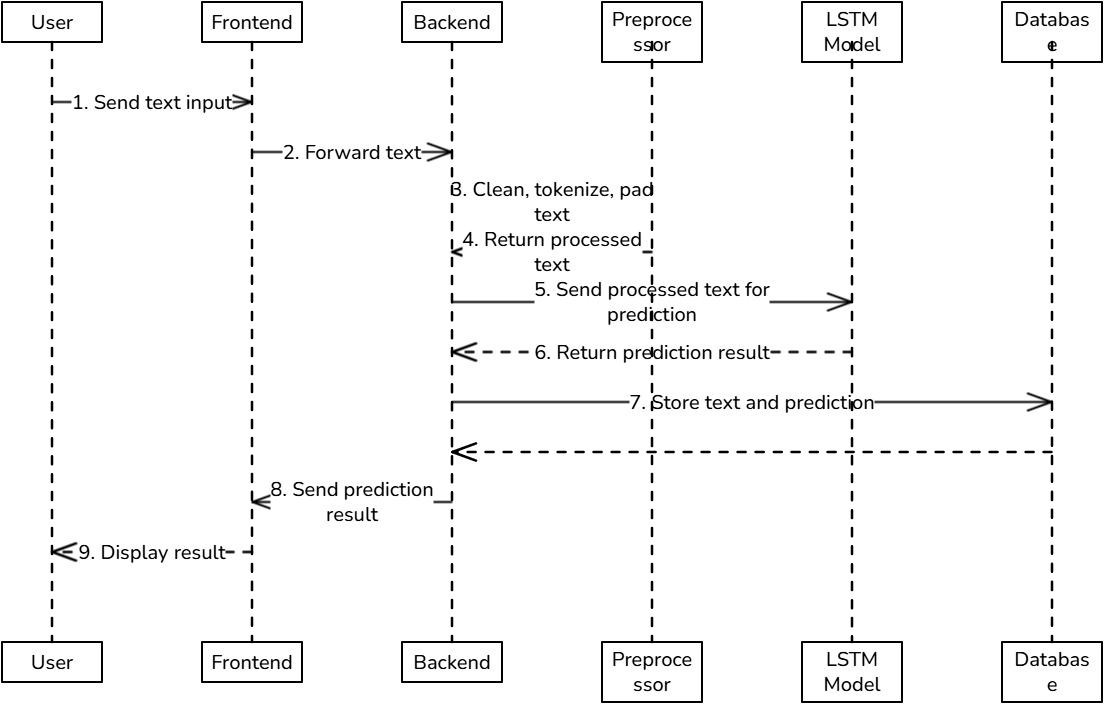 User
Frontend
Backend
Preproce
ssor
LSTM
Model
Databas
e
1. Send text input
2. Forward text
3. Clean, tokenize, pad
text
4. Return processed
text
5. Send processed text for
prediction
6. Return prediction result
7. Store text and prediction
8. Send prediction
result
9. Display result
User
Frontend
Backend
Preproce
ssor
LSTM
Model
Databas
e